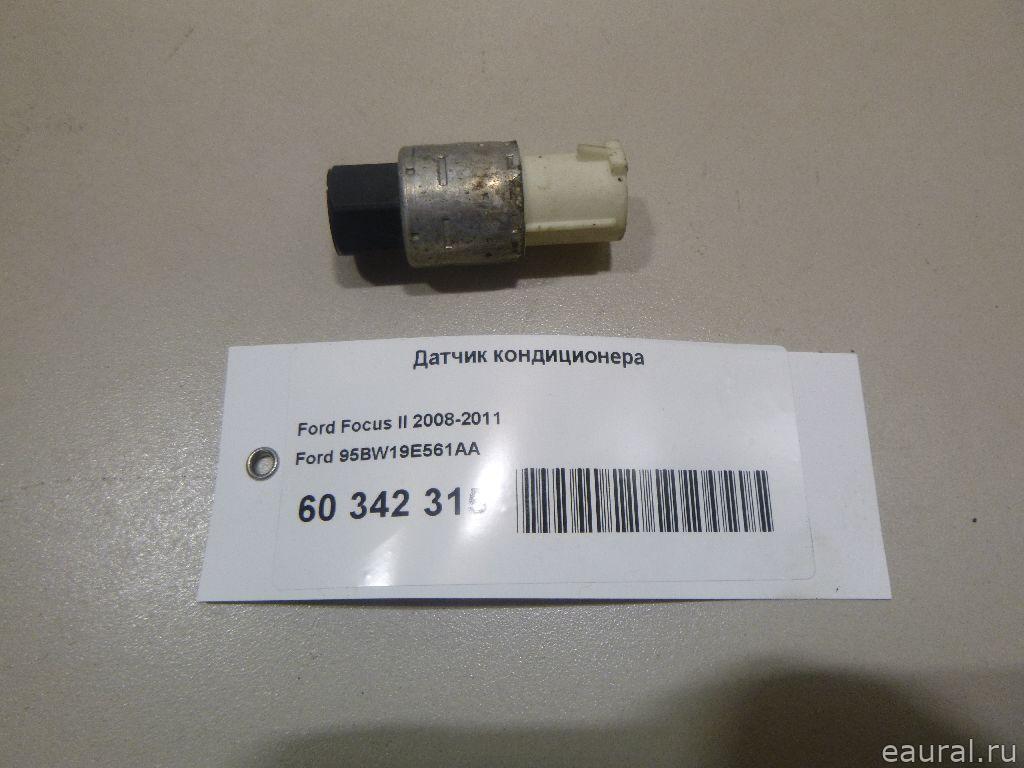 Датчик кондиционера
Ford Focus II 2008-2011
Ford 95BW19E561AA
60 342
eaural.ru